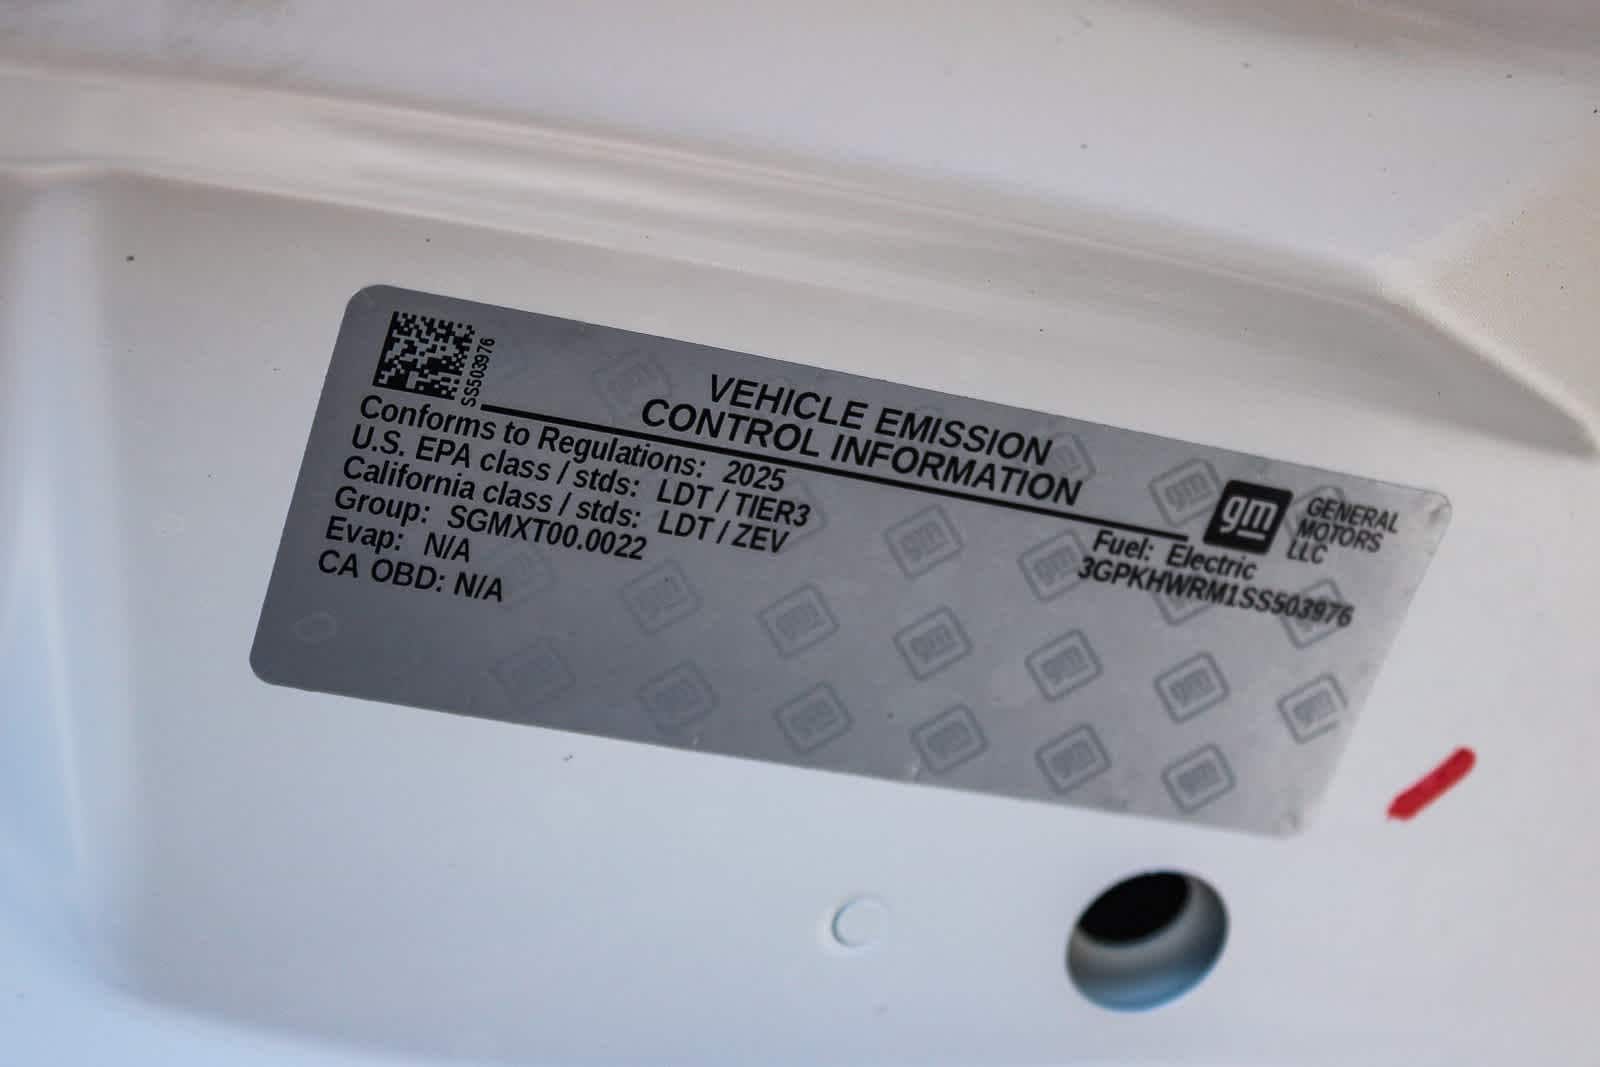 SS503976
VEHICLE EMISSION
CONTROL INFORMATION
Conforms to Regulations: 2025
U.S. EPA class / stds: LDT / TIER3
California class / stds: LDT / ZEV
Group: SGMXT00.0022
Evap: N/A
CA OBD: N/A
gm
GENERAL
MOTORS
LLC
Fuel: Electric
3GPKHWRM1SS503976